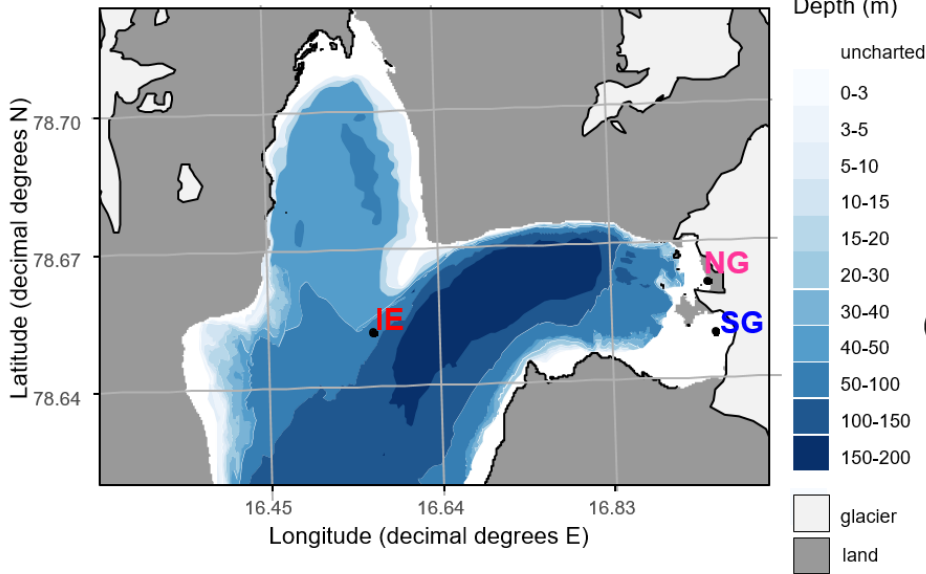 Depth (m)
uncharted
0-3
3-5
5-10
10-15
15-20
20-30
30-40
40-50
50-100
100-150
150-200
glacier
land
Latitude (decimal degrees N)
78.70
78.67
78.64
NG
IE
SG
(
16.45
16.64
16.83
Longitude (decimal degrees E)